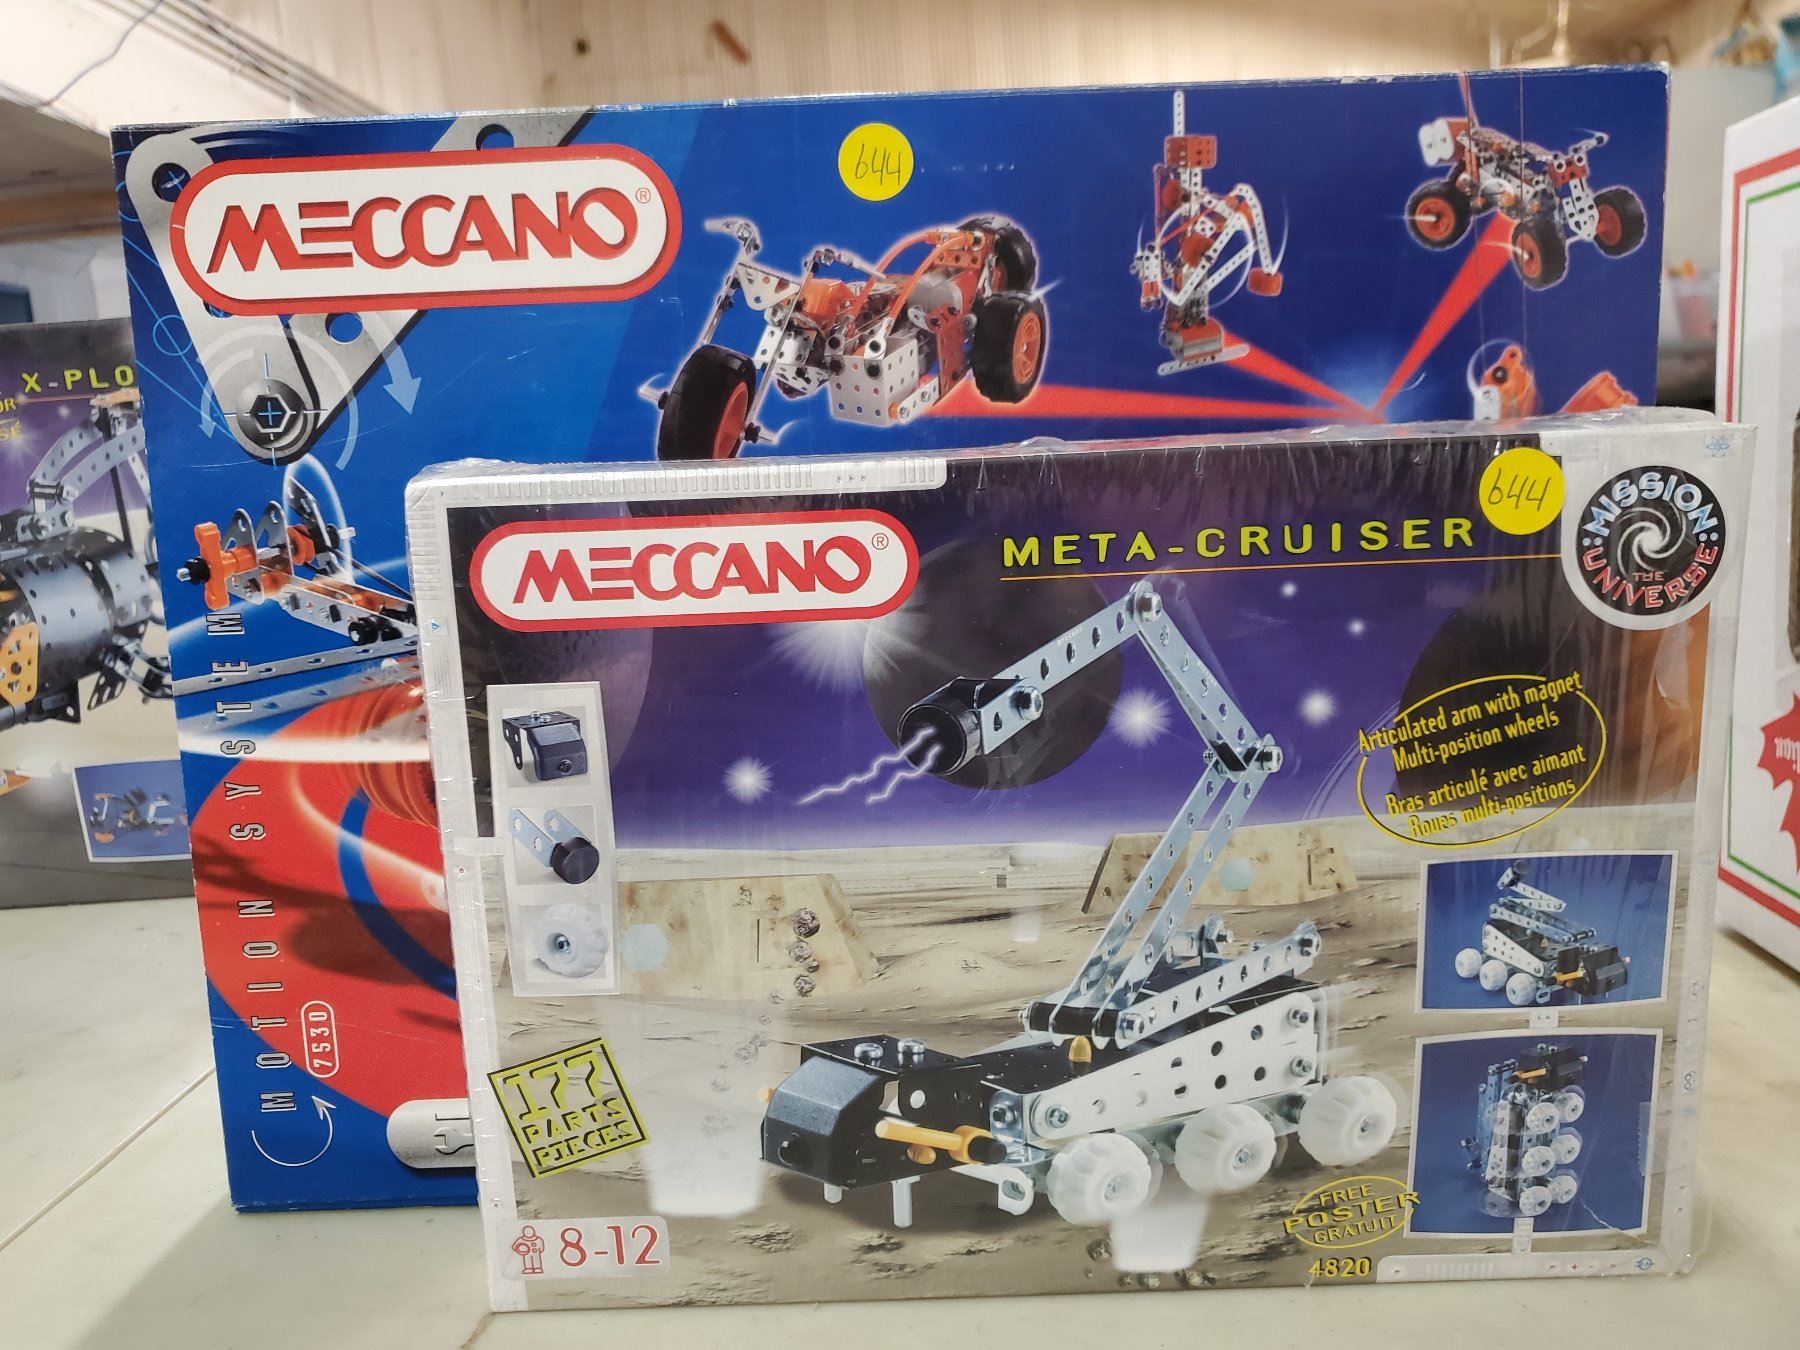 MECCANO®
644
X-PLO
MOTION SYSTEM
7530
MECCANO®
META-CRUISER
644
MISSION:
THE
UNIVERSE
Articulated arm with magnet
Multi-position wheels
Bras articulé avec aimant
Roues multi-positions
177
PARTS
PIECES
8-12
FREE
POSTER
GRATUIT
4820